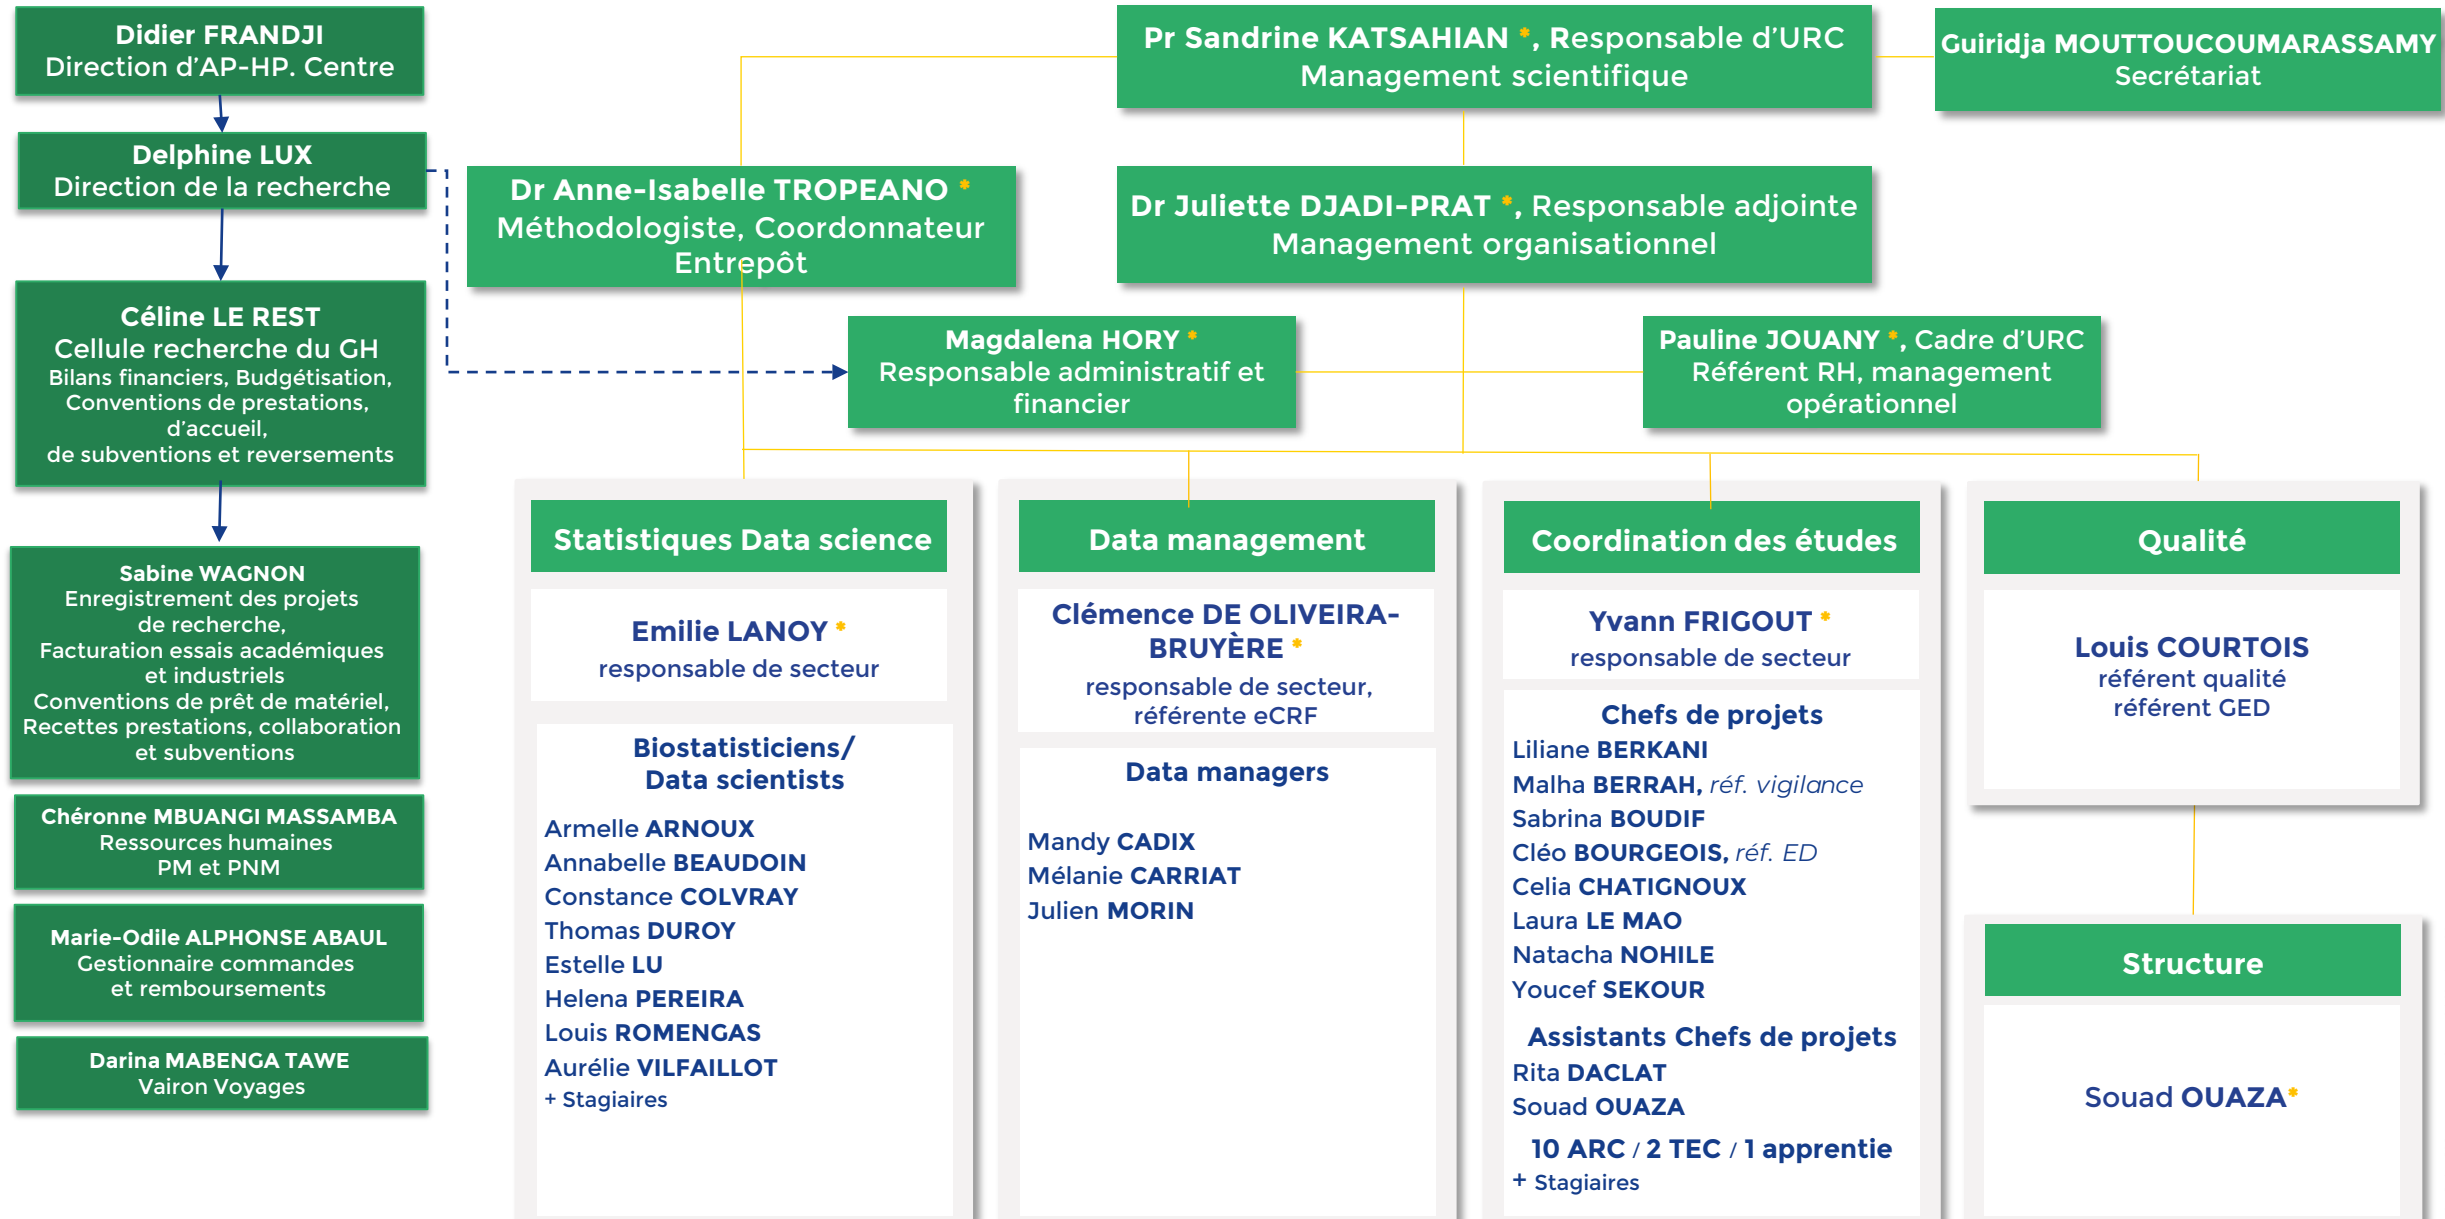 Didier FRANDJI
Direction d'AP-HP. Centre
Delphine LUX
Direction de la recherche
Céline LE REST
Cellule recherche du GH
Bilans financiers, Budgétisation,
Conventions de prestations,
d'accueil,
de subventions et reversements
Sabine WAGNON
Enregistrement des projets
de recherche,
Facturation essais académiques
et industriels
Conventions de prêt de matériel,
Recettes prestations, collaboration
et subventions
Chéronne MBUANGI MASSAMBA
Ressources humaines
PM et PNM
Marie-Odile ALPHONSE ABAUL
Gestionnaire commandes
et remboursements
Darina MABENGA TAWE
Vairon Voyages
Pr Sandrine KATSAHIAN *, Responsable d'URC
Management scientifique
Guiridja MOUTTOUCOUMARASSAMY
Secrétariat
Dr Anne-Isabelle TROPEANO *
Méthodologiste, Coordonnateur
Entrepôt
Dr Juliette DJADI-PRAT *, Responsable adjointe
Management organisationnel
Magdalena HORY *
Responsable administratif et
financier
Pauline JOUANY *, Cadre d'URC
Référent RH, management
opérationnel
Statistiques Data science
Emilie LANOY *
responsable de secteur
Biostatisticiens/
Data scientists
Armelle ARNOUX
Annabelle BEAUDOIN
Constance COLVRAY
Thomas DUROY
Estelle LU
Helena PEREIRA
Louis ROMENGAS
Aurélie VILFAILLOT
+ Stagiaires
Data management
Clémence DE OLIVEIRA-
BRUYÈRE *
responsable de secteur,
référente eCRF
Data managers
Mandy CADIX
Mélanie CARRIAT
Julien MORIN
Coordination des études
Yvann FRIGOUT *
responsable de secteur
Chefs de projets
Liliane BERKANI
Malha BERRAH, réf. vigilance
Sabrina BOUDIF
Cléo BOURGEOIS, réf. ED
Celia CHATIGNOUX
Laura LE MAO
Natacha NOHILE
Youcef SEKOUR
Assistants Chefs de projets
Rita DACLAT
Souad OUAZA
10 ARC / 2 TEC / 1 apprentie
+ Stagiaires
Qualité
Louis COURTOIS
référent qualité
référent GED
Structure
Souad OUAZA*